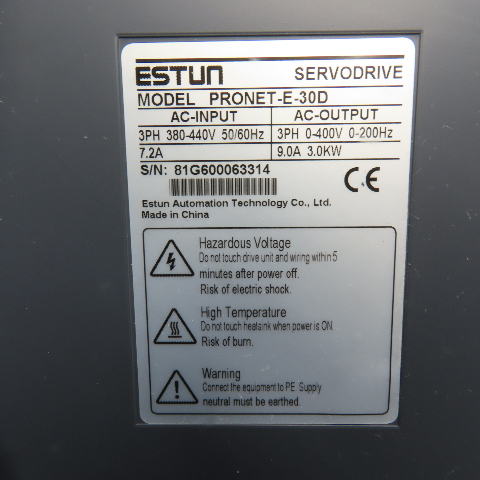 ESTUN SERVODRIVE
MODEL PRONET-E-30D
AC-INPUT AC-OUTPUT
3PH 380-440V 50/60Hz 3PH 0-400V 0-200Hz
7.2A 9.0A 3.0KW
S/N: 81G600063314
CE
Estun Automation Technology Co., Ltd.
Made in China
Hazardous Voltage
Do not touch drive unit and wiring within 5
minutes after power off.
Risk of electric shock.
High Temperature
Do not touch heatsink when power is ON.
Risk of burn.
Warning
Connect the equipment to PE. Supply
neutral must be earthed.